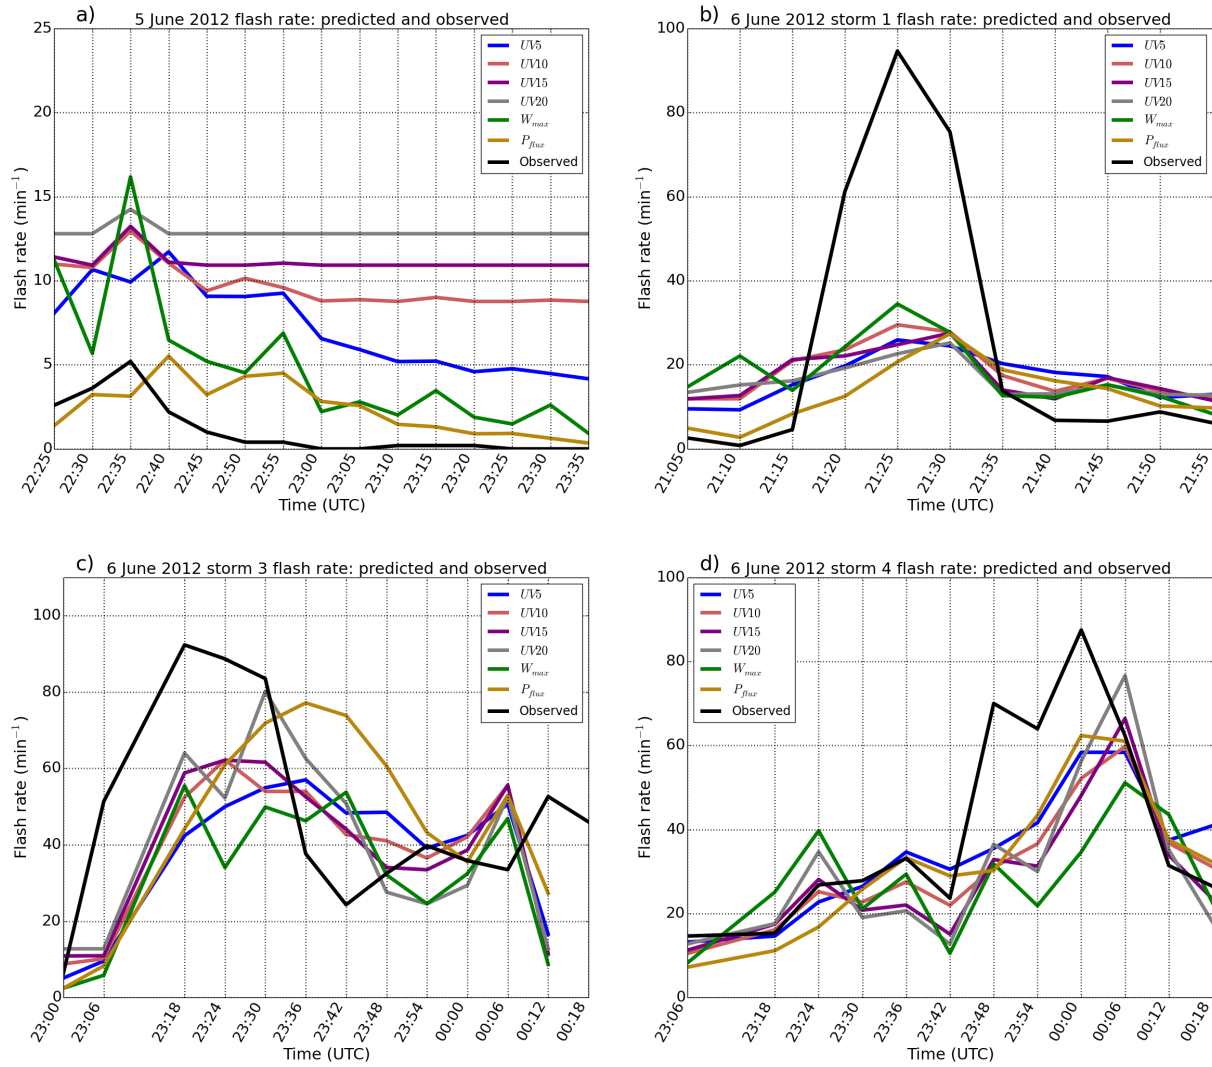 a)
5 June 2012 flash rate: predicted and observed
25
20
15
10
5
0
Flash rate (min⁻¹)
22:25
22:30
22:35
22:40
22:45
22:50
22:55
23:00
23:05
23:10
23:15
23:20
23:25
23:30
23:35
Time (UTC)
UV5
UV10
UV15
UV20
W_max
P_flux
Observed
b)
6 June 2012 storm 1 flash rate: predicted and observed
100
80
60
40
20
0
Flash rate (min⁻¹)
21:05
21:10
21:15
21:20
21:25
21:30
21:35
21:40
21:45
21:50
21:55
Time (UTC)
UV5
UV10
UV15
UV20
W_max
P_flux
Observed
c)
6 June 2012 storm 3 flash rate: predicted and observed
100
80
60
40
20
0
Flash rate (min⁻¹)
23:00
23:06
23:18
23:24
23:30
23:36
23:42
23:48
23:54
00:00
00:06
00:12
00:18
Time (UTC)
UV5
UV10
UV15
UV20
W_max
P_flux
Observed
d)
6 June 2012 storm 4 flash rate: predicted and observed
100
80
60
40
20
0
Flash rate (min⁻¹)
23:06
23:18
23:24
23:30
23:36
23:42
23:48
23:54
00:00
00:06
00:12
00:18
Time (UTC)
UV5
UV10
UV15
UV20
W_max
P_flux
Observed